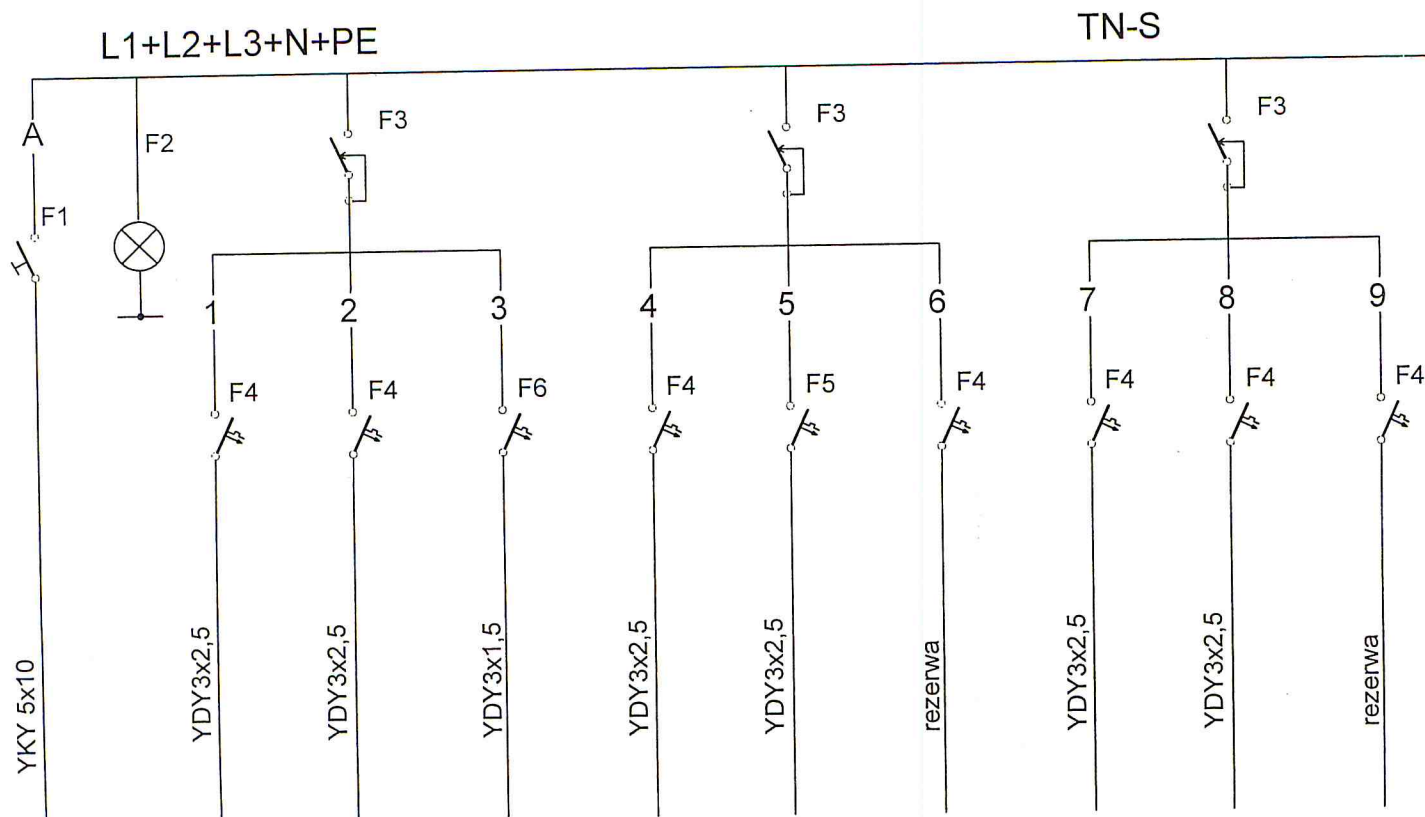 L1+L2+L3+N+PE
TN-S
A
F1
F2
F3
F3
F3
1
2
3
4
5
6
7
8
9
F4
F4
F6
F4
F5
F4
F4
F4
F4
YKY 5x10
YDY3x2,5
YDY3x2,5
YDY3x1,5
YDY3x2,5
YDY3x2,5
rezerwa
YDY3x2,5
YDY3x2,5
rezerwa